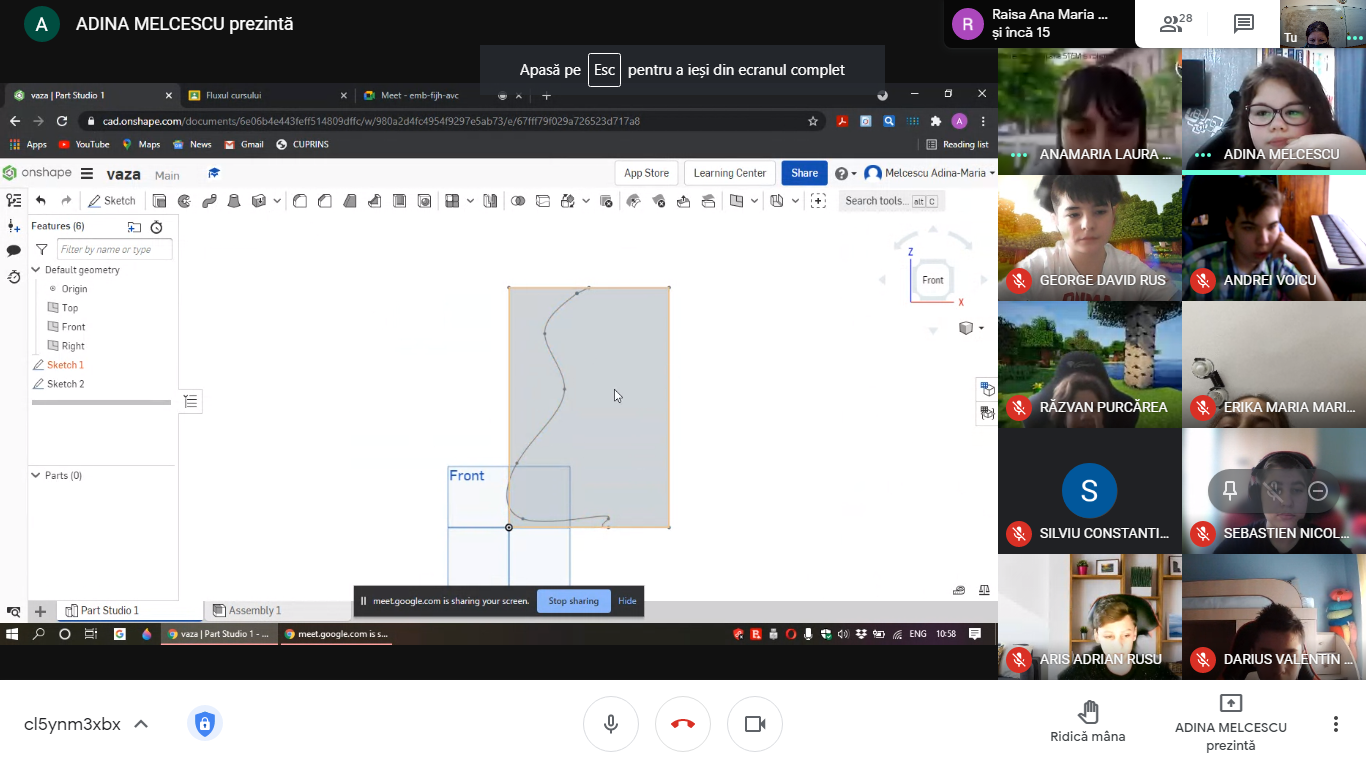 A ADINA MELCESCU prezintă
R Raisa Ana Maria ...
și încă 15
28
Tu
Apasă pe Esc pentru a ieși din ecranul complet
vaza | Part Studio 1
Fluxul cursului
Meet - emb-fijh-avc
cad.onshape.com/documents/6e06b4e443feff514809dffc/w/980a2d4fc4954f9297e5ab73/e/67fff79f029a726523d717a8
Apps YouTube Maps News Gmail CUPRINS Reading list
onshape vaza Main App Store Learning Center Share Melcescu Adina-Maria
Sketch Search tools... alt C
Features (6)
Filter by name or type
Default geometry
Origin
Top
Front
Right
Sketch 1
Sketch 2
Parts (0)
Z
Front
X
Front
meet.google.com is sharing your screen. Stop sharing Hide
Part Studio 1 Assembly 1
vaza | Part Studio 1 - ... meet.google.com is s... ENG 10:58
ANAMARIA LAURA ...
ADINA MELCESCU
GEORGE DAVID RUS
ANDREI VOICU
RĂZVAN PURCĂREA
ERIKA MARIA MARI...
S
SILVIU CONSTANTI...
SEBASTIEN NICOL...
ARIS ADRIAN RUSU
DARIUS VALENTIN ...
cl5ynm3xbx
Ridică mâna
ADINA MELCESCU
prezintă